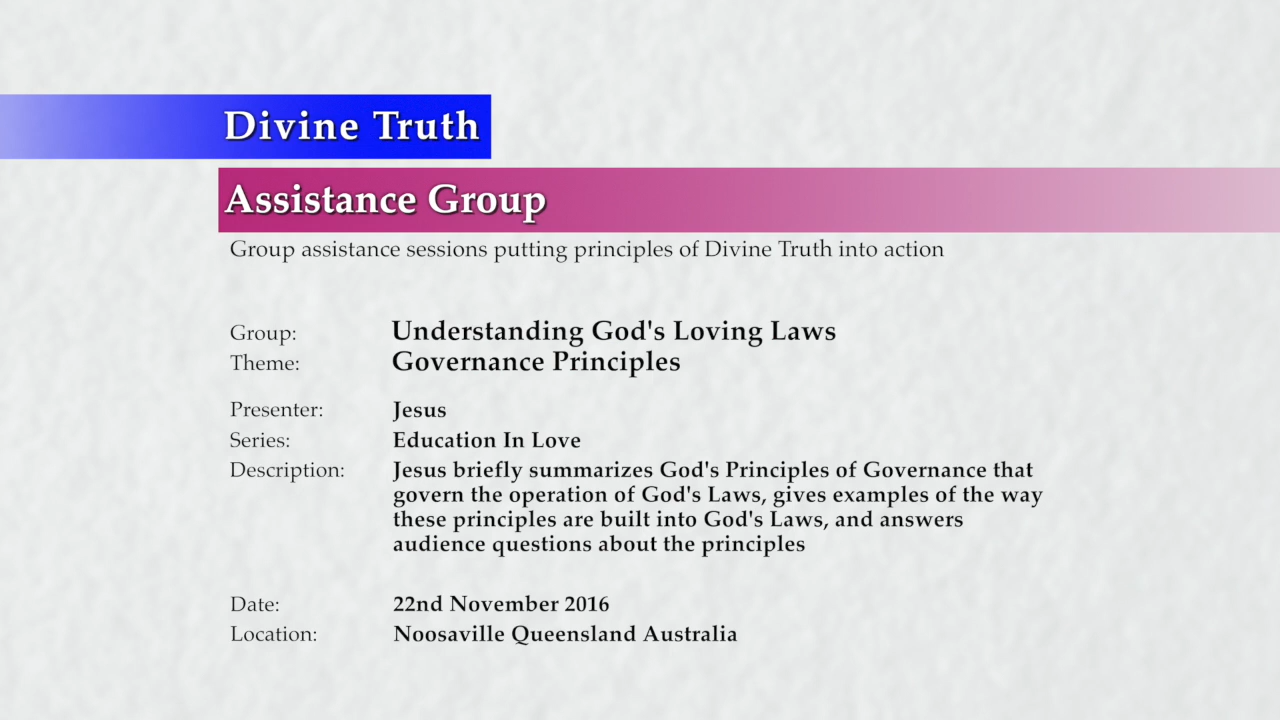 Divine Truth
Assistance Group
Group assistance sessions putting principles of Divine Truth into action
Group: Understanding God's Loving Laws
Theme: Governance Principles
Presenter: Jesus
Series: Education In Love
Description: Jesus briefly summarizes God's Principles of Governance that
govern the operation of God's Laws, gives examples of the way
these principles are built into God's Laws, and answers
audience questions about the principles
Date: 22nd November 2016
Location: Noosaville Queensland Australia